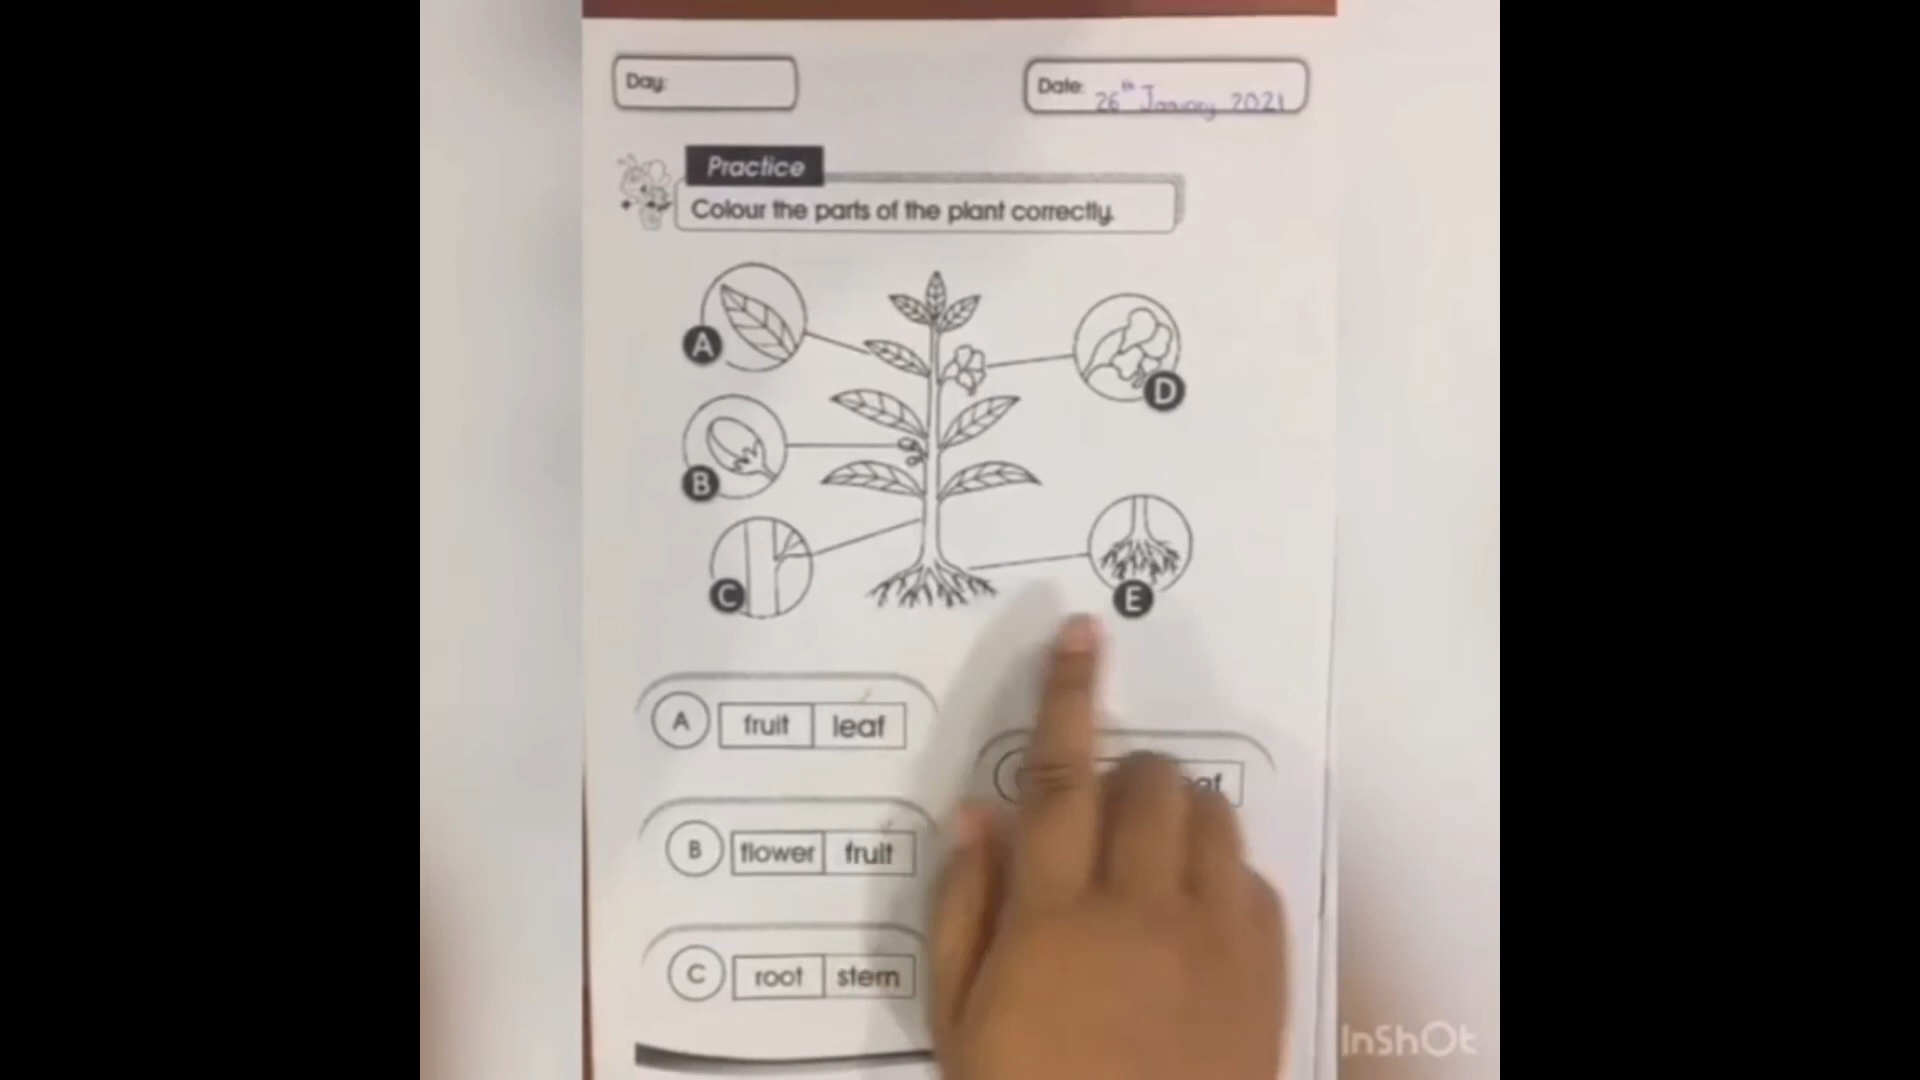 Day:
Date: 26th January 2021
Practice
Colour the parts of the plant correctly.
A
D
B
C
E
A fruit leaf
B flower fruit
C root stem
InShOt